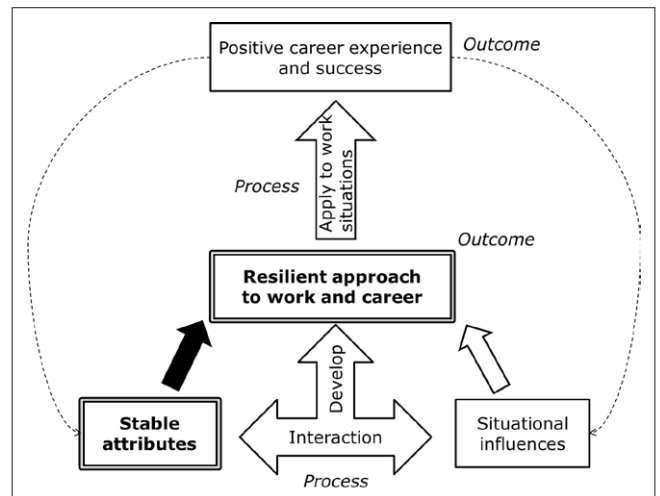 Positive career experience
and success
Outcome
Process
Apply to work
situations
Outcome
Resilient approach
to work and career
Develop
Stable
attributes
Interaction
Situational
influences
Process